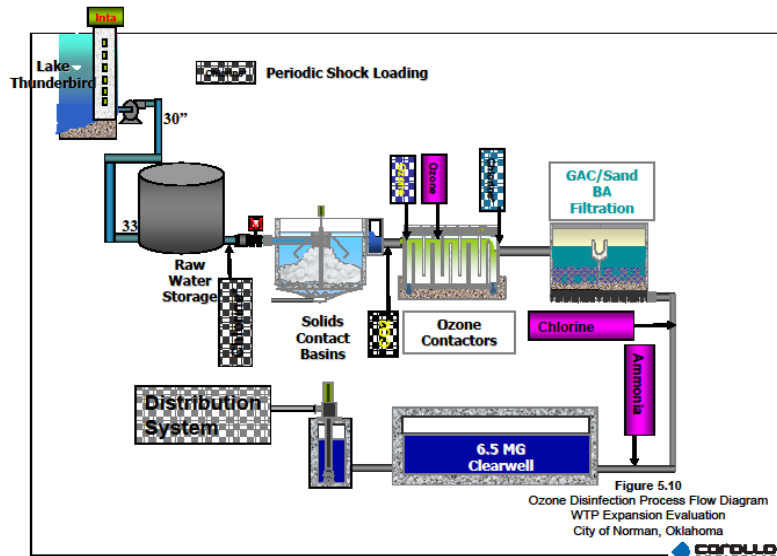 Inta
Lake
Thunderbird
Periodic Shock Loading
30"
33
Raw
Water
Storage
Solids
Contact
Basins
Ozone
Ozone
Contactors
GAC/Sand
BA
Filtration
Chlorine
Ammonia
Distribution
System
6.5 MG
Clearwell
Figure 5.10
Ozone Disinfection Process Flow Diagram
WTP Expansion Evaluation
City of Norman, Oklahoma
carollo